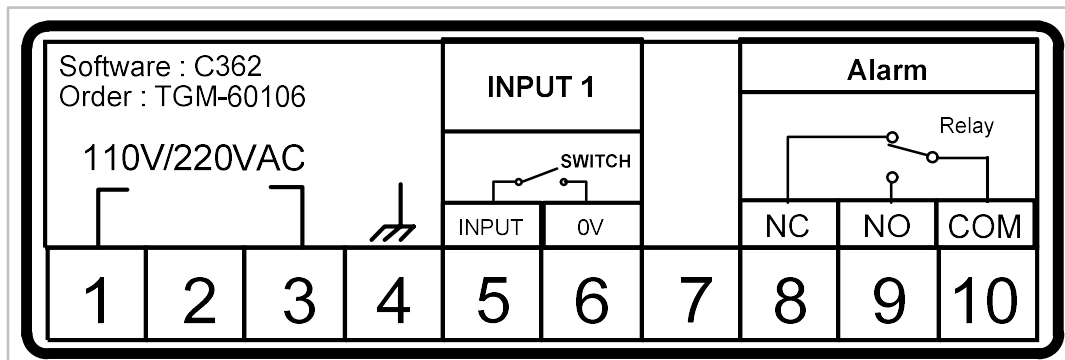 Software : C362
Order : TGM-60106
110V/220VAC
INPUT 1
SWITCH
INPUT 0V
Alarm
Relay
NC NO COM
1 2 3 4 5 6 7 8 9 10